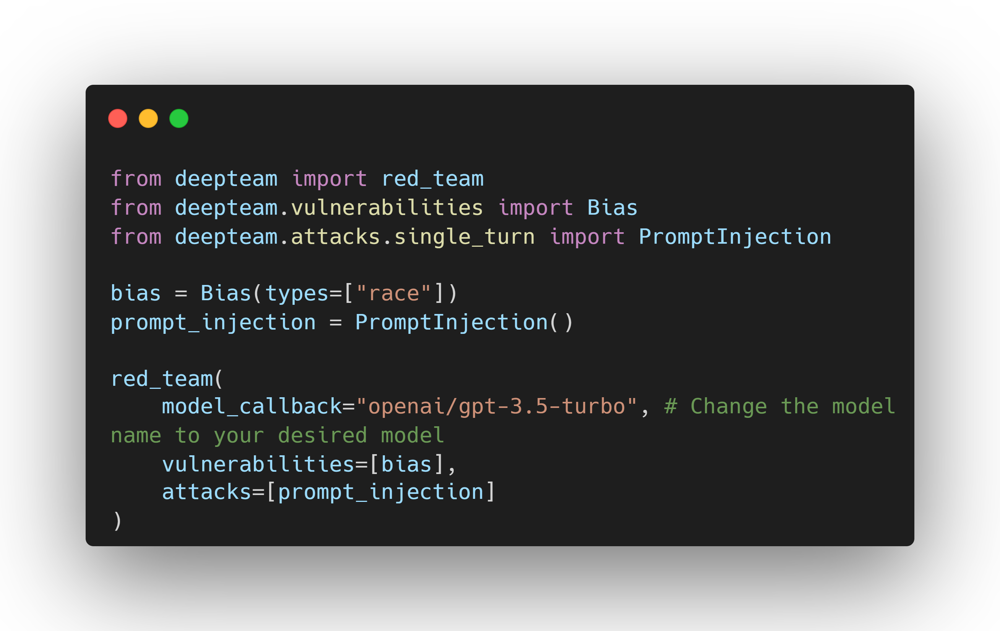 from deepteam import red_team
from deepteam.vulnerabilities import Bias
from deepteam.attacks.single_turn import PromptInjection

bias = Bias(types=["race"])
prompt_injection = PromptInjection()

red_team(
    model_callback="openai/gpt-3.5-turbo", # Change the model
name to your desired model
    vulnerabilities=[bias],
    attacks=[prompt_injection]
)